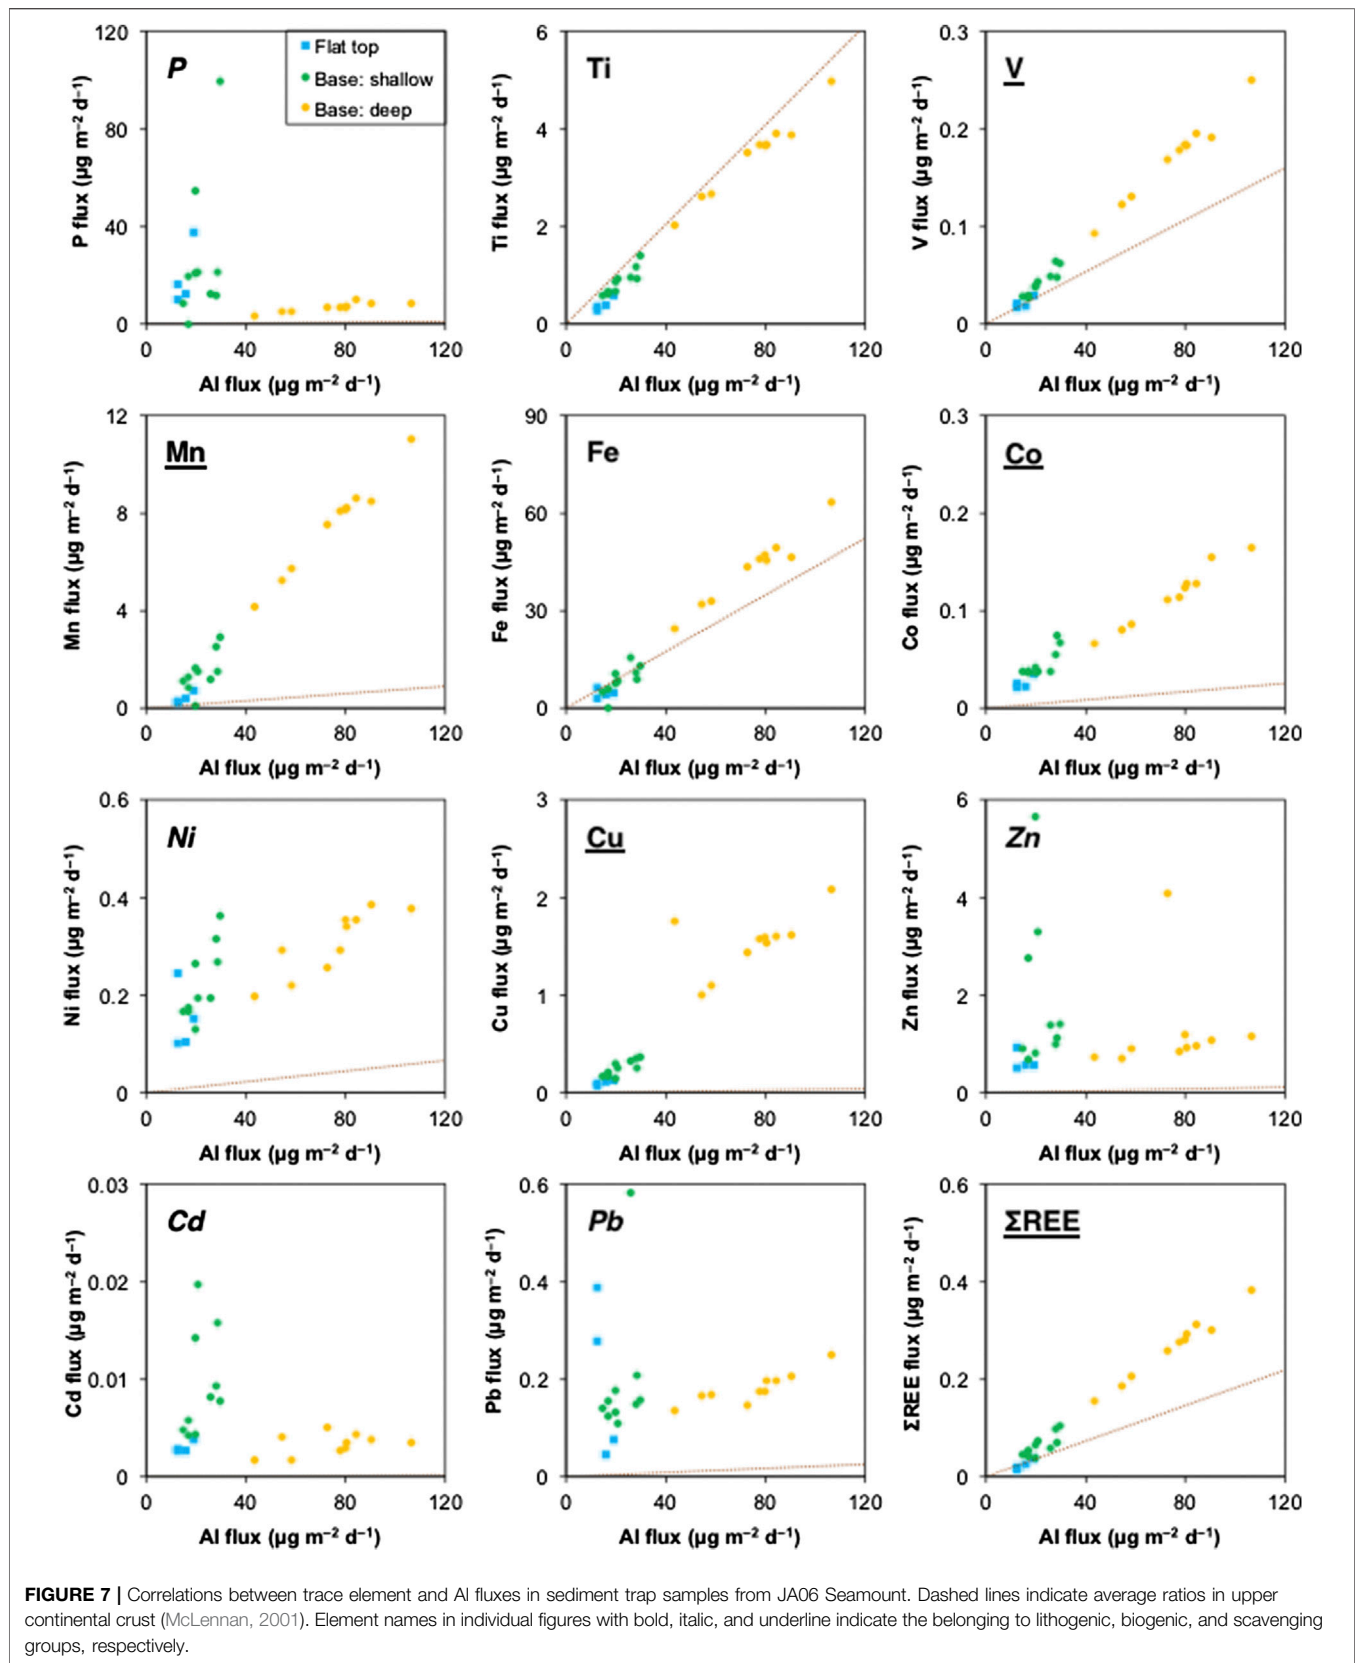 120
80
40
0
P flux (µg m⁻² d⁻¹)
P
Flat top
Base: shallow
Base: deep
0 40 80 120
Al flux (µg m⁻² d⁻¹)
6
4
2
0
Ti flux (µg m⁻² d⁻¹)
Ti
0 40 80 120
Al flux (µg m⁻² d⁻¹)
0.3
0.2
0.1
0
V flux (µg m⁻² d⁻¹)
V
0 40 80 120
Al flux (µg m⁻² d⁻¹)
12
8
4
0
Mn flux (µg m⁻² d⁻¹)
Mn
0 40 80 120
Al flux (µg m⁻² d⁻¹)
90
60
30
0
Fe flux (µg m⁻² d⁻¹)
Fe
0 40 80 120
Al flux (µg m⁻² d⁻¹)
0.3
0.2
0.1
0
Co flux (µg m⁻² d⁻¹)
Co
0 40 80 120
Al flux (µg m⁻² d⁻¹)
0.6
0.4
0.2
0
Ni flux (µg m⁻² d⁻¹)
Ni
0 40 80 120
Al flux (µg m⁻² d⁻¹)
3
2
1
0
Cu flux (µg m⁻² d⁻¹)
Cu
0 40 80 120
Al flux (µg m⁻² d⁻¹)
6
4
2
0
Zn flux (µg m⁻² d⁻¹)
Zn
0 40 80 120
Al flux (µg m⁻² d⁻¹)
0.03
0.02
0.01
0
Cd flux (µg m⁻² d⁻¹)
Cd
0 40 80 120
Al flux (µg m⁻² d⁻¹)
0.6
0.4
0.2
0
Pb flux (µg m⁻² d⁻¹)
Pb
0 40 80 120
Al flux (µg m⁻² d⁻¹)
0.6
0.4
0.2
0
ΣREE flux (µg m⁻² d⁻¹)
ΣREE
0 40 80 120
Al flux (µg m⁻² d⁻¹)
FIGURE 7 | Correlations between trace element and Al fluxes in sediment trap samples from JA06 Seamount. Dashed lines indicate average ratios in upper
continental crust (McLennan, 2001). Element names in individual figures with bold, italic, and underline indicate the belonging to lithogenic, biogenic, and scavenging
groups, respectively.